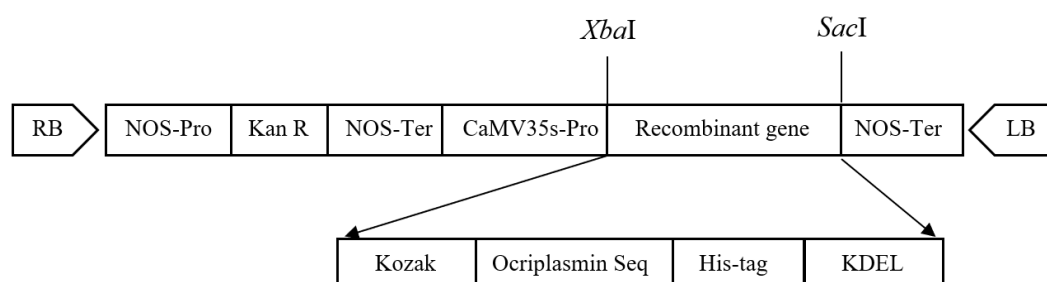 XbaI SacI
RB NOS-Pro Kan R NOS-Ter CaMV35s-Pro Recombinant gene NOS-Ter LB
Kozak Ocriplasmin Seq His-tag KDEL